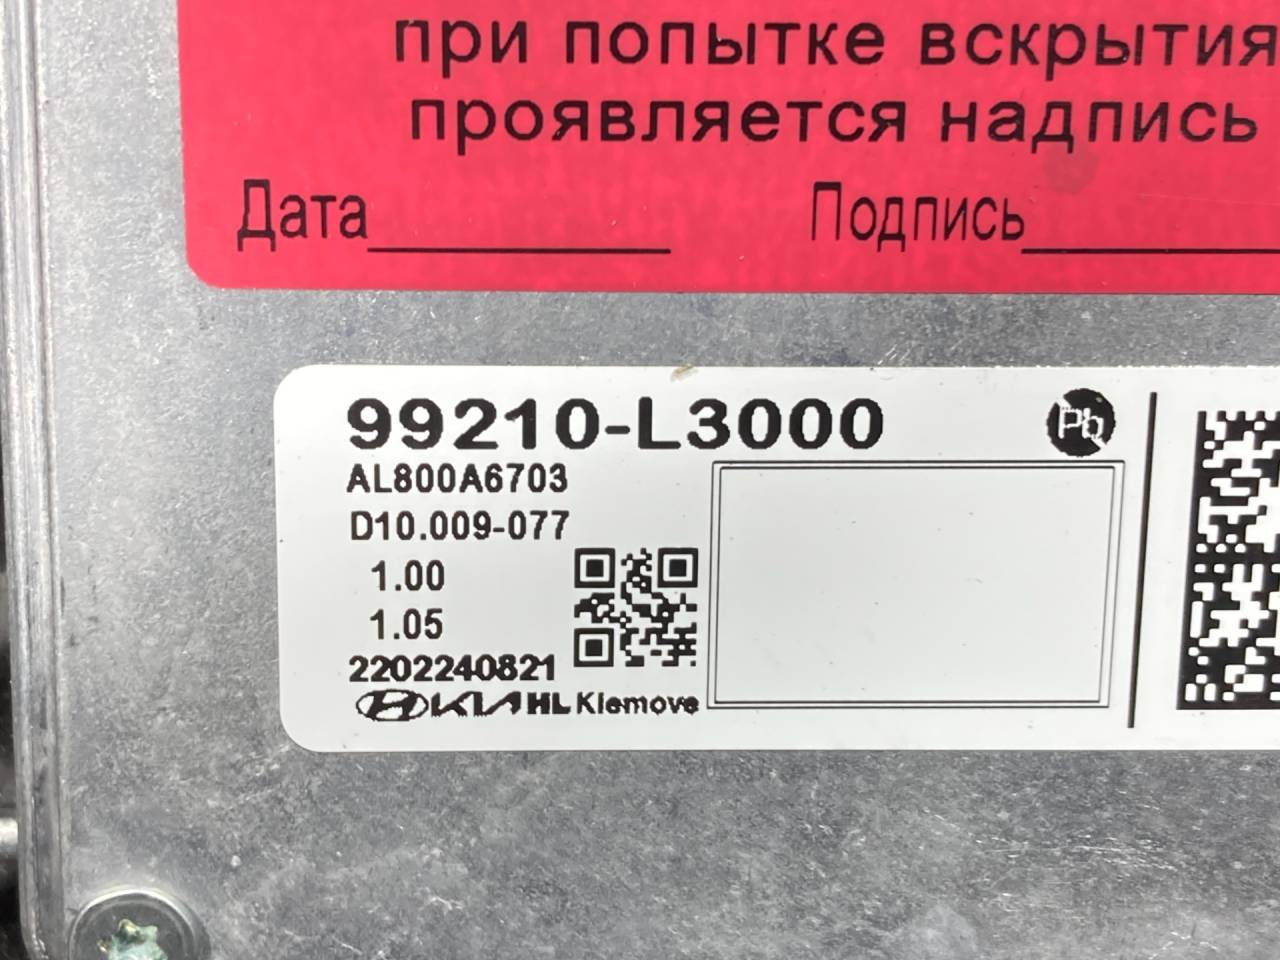 при попытке вскрытия
проявляется надпись
Дата Подпись
99210-L3000
Pb
AL800A6703
D10.009-077
1.00
1.05
2202240821
KIA HL Klemove